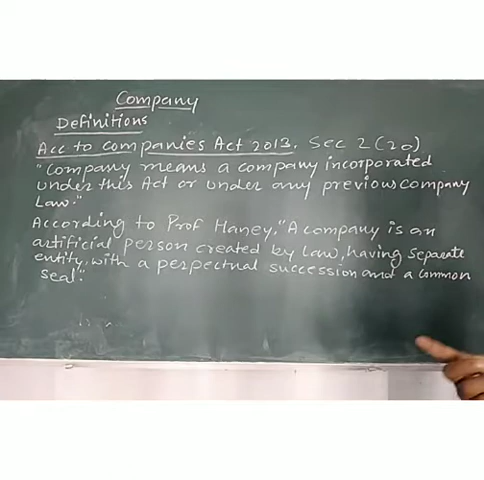 Company
Definitions
Acc to companies Act 2013, Sec 2(20)
"Company means a company incorporated
under this Act or under any previous company
Law."
According to Prof Haney, "A company is an
artificial person created by Law, having separate
entity, with a perpectual succession and a common
seal."